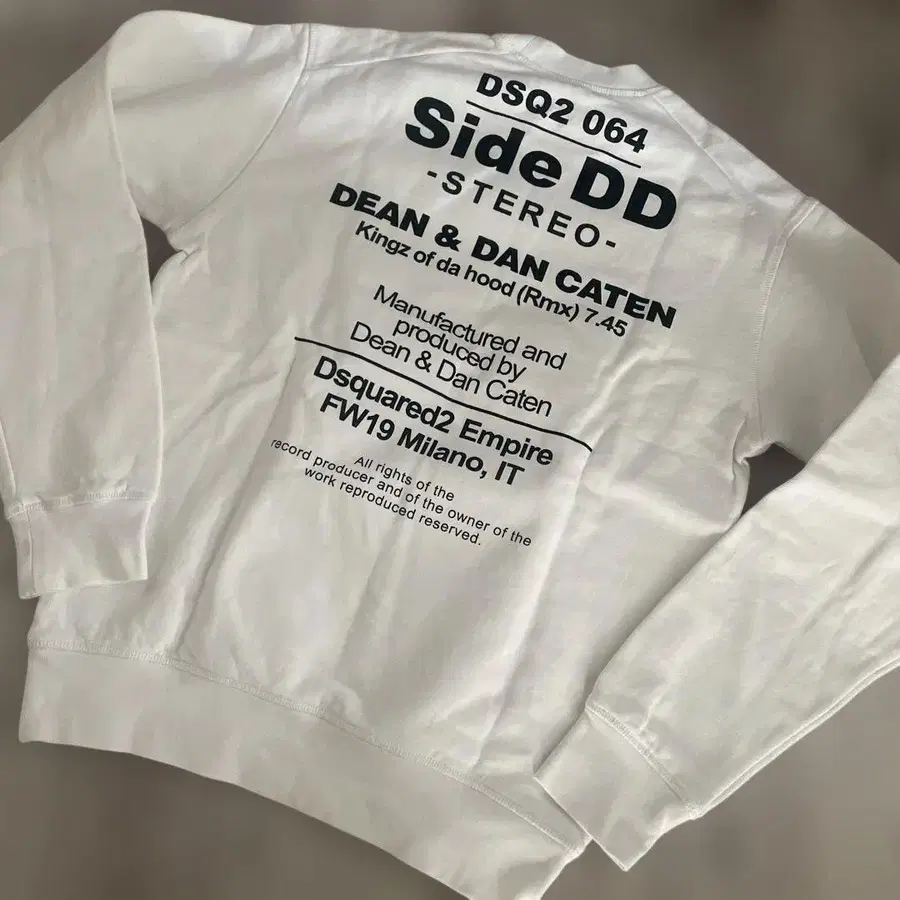 DSQ2 064
Side DD
-STEREO-
DEAN & DAN CATEN
Kingz of da hood (Rmx) 7.45
Manufactured and
produced by
Dean & Dan Caten
Dsquared2 Empire
FW19 Milano, IT
All rights of the
record producer and of the owner of the
work reproduced reserved.